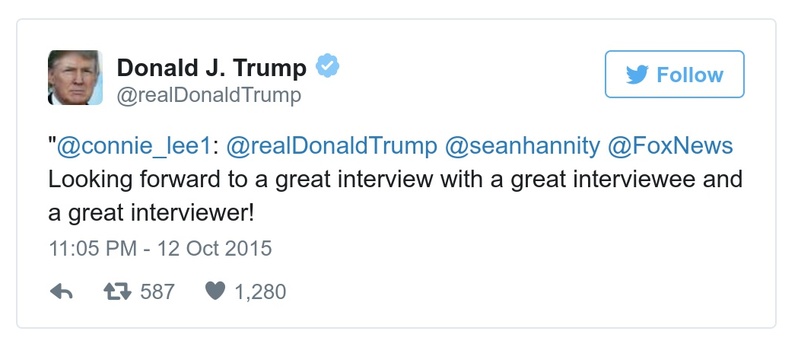 Donald J. Trump
@realDonaldTrump
Follow
"@connie_lee1: @realDonaldTrump @seanhannity @FoxNews
Looking forward to a great interview with a great interviewee and
a great interviewer!
11:05 PM - 12 Oct 2015
587 1,280